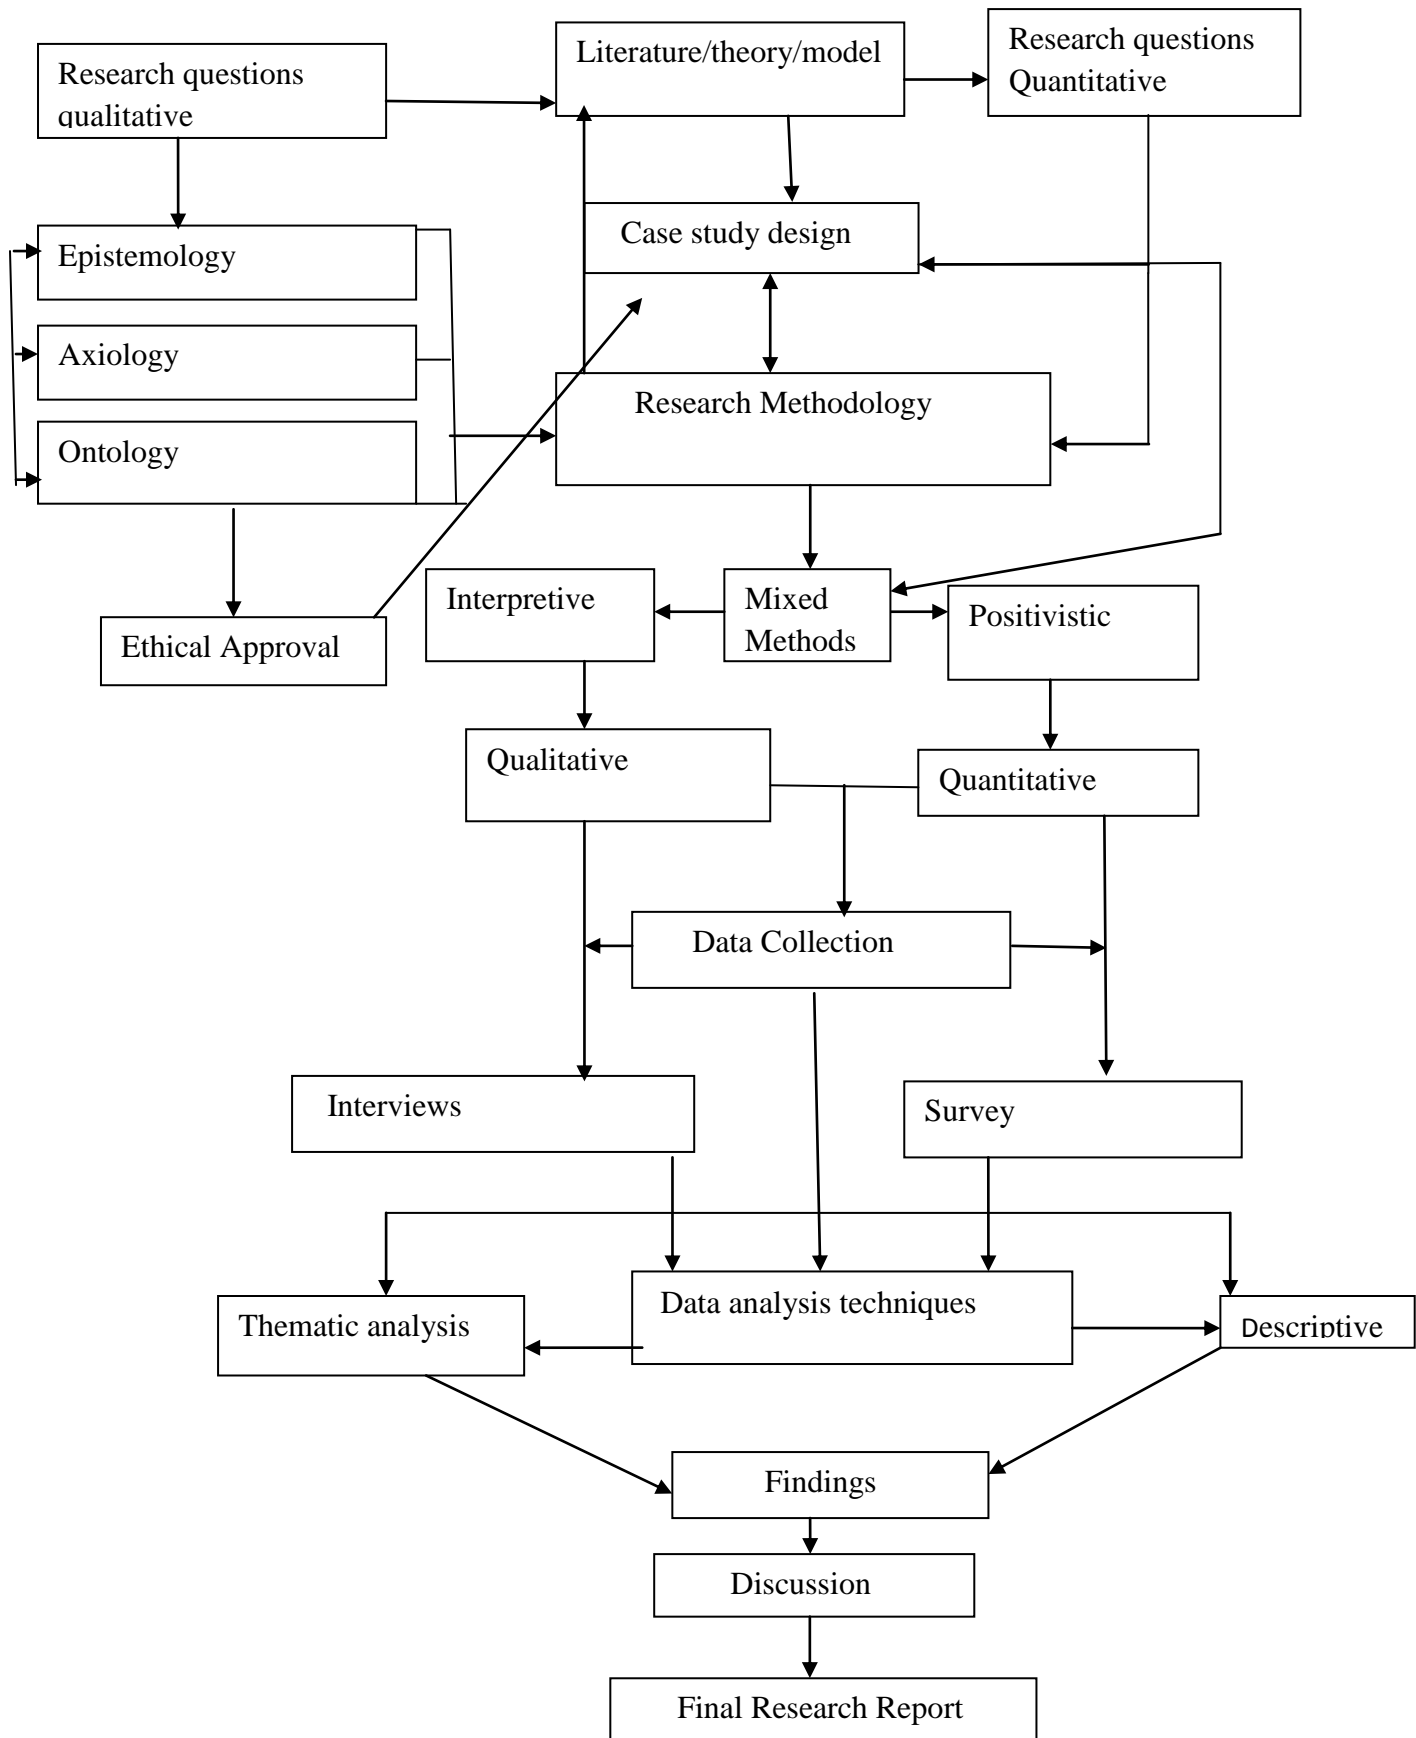 Research questions
qualitative
Literature/theory/model
Research questions
Quantitative
Epistemology
Axiology
Ontology
Case study design
Research Methodology
Ethical Approval
Interpretive
Mixed
Methods
Positivistic
Qualitative
Quantitative
Data Collection
Interviews
Survey
Thematic analysis
Data analysis techniques
Descriptive
Findings
Discussion
Final Research Report